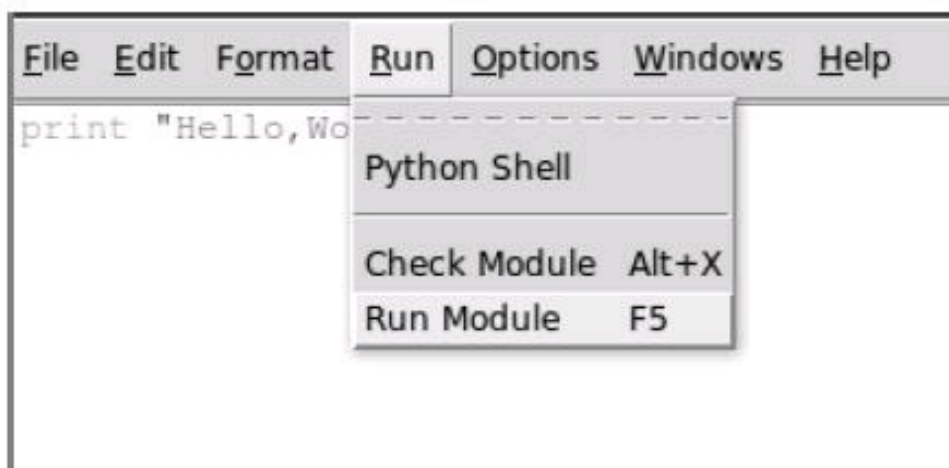 File Edit Format Run Options Windows Help
print "Hello,Wo
Python Shell
Check Module Alt+X
Run Module F5